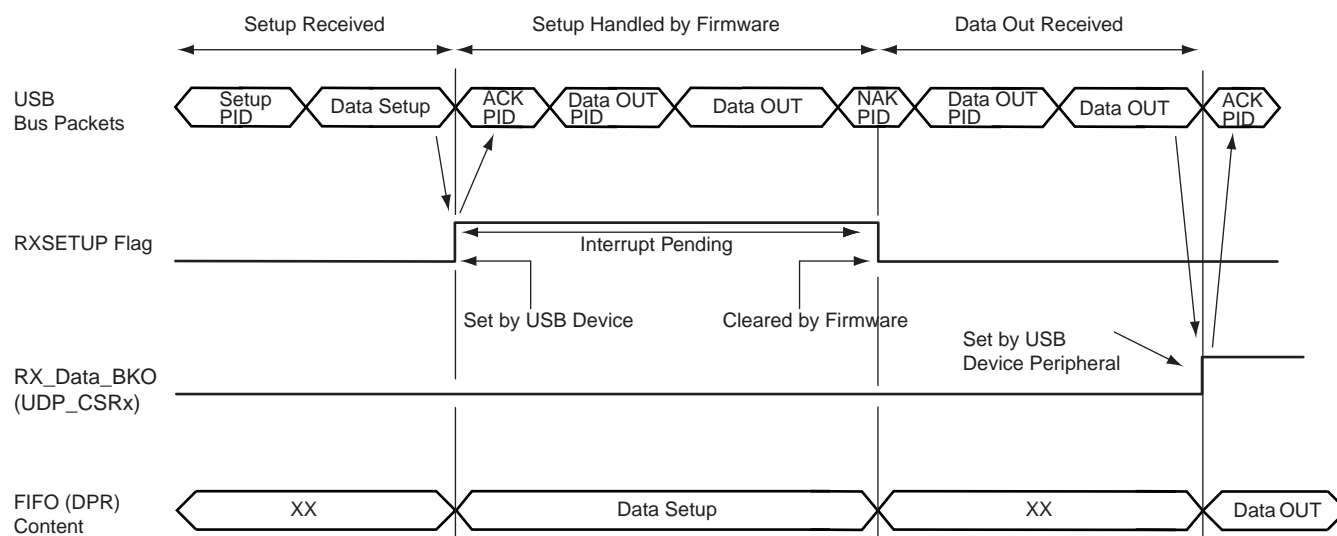 Setup Received
Setup Handled by Firmware
Data Out Received
USB
Bus Packets
Setup
PID
Data Setup
ACK
PID
Data OUT
PID
Data OUT
NAK
PID
Data OUT
PID
Data OUT
ACK
PID
RXSETUP Flag
Interrupt Pending
Set by USB Device
Cleared by Firmware
Set by USB
Device Peripheral
RX_Data_BKO
(UDP_CSRx)
FIFO (DPR)
Content
XX
Data Setup
XX
Data OUT